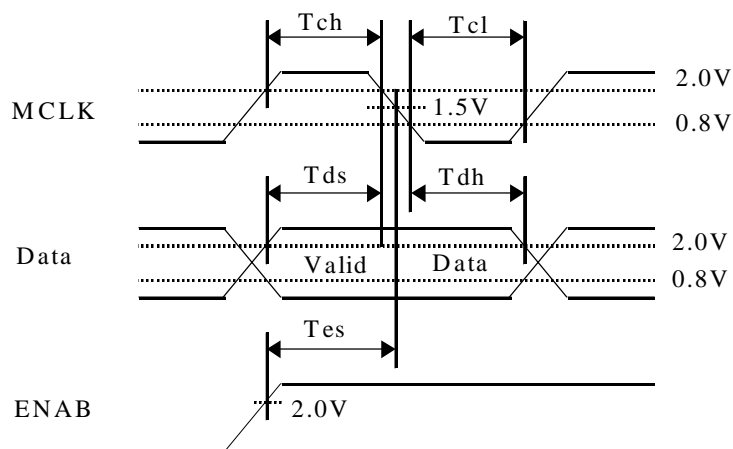 Tch Tcl
2.0V
MCLK 1.5V
0.8V
Tds Tdh
Data 2.0V
Valid Data
0.8V
Tes
ENAB 2.0V